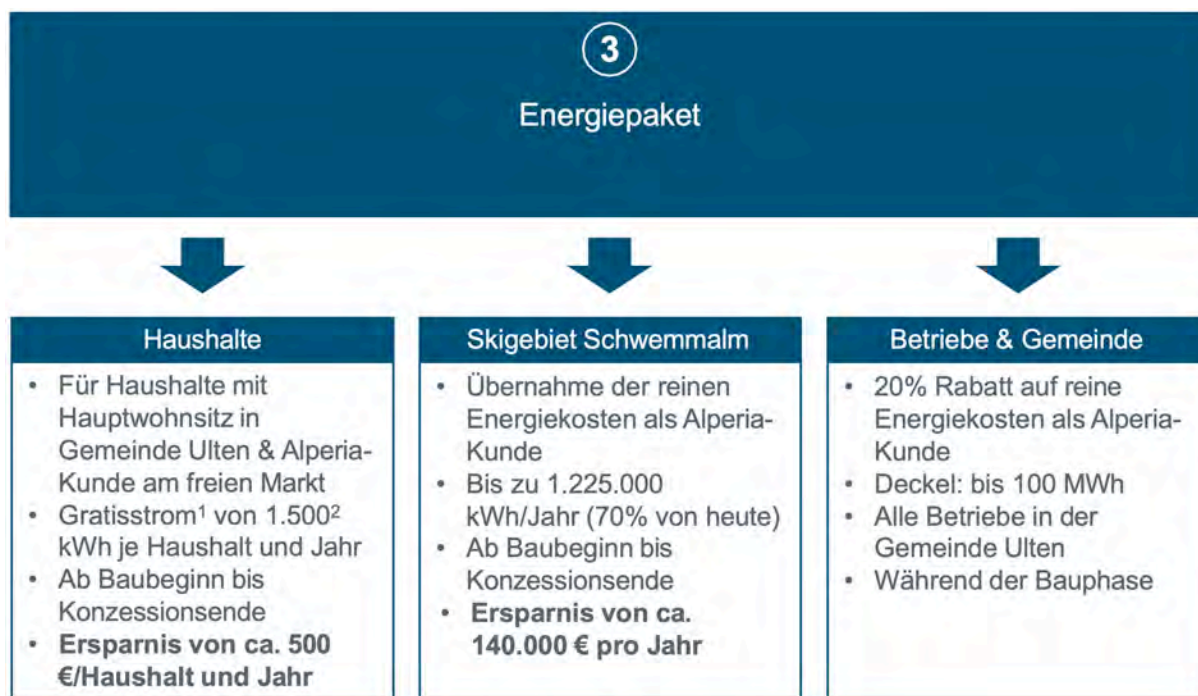 3
Energiepaket
Haushalte
• Für Haushalte mit
Hauptwohnsitz in
Gemeinde Ulten & Alperia-
Kunde am freien Markt
• Gratisstrom¹ von 1.500²
kWh je Haushalt und Jahr
• Ab Baubeginn bis
Konzessionsende
• Ersparnis von ca. 500
€/Haushalt und Jahr
Skigebiet Schwemmalm
• Übernahme der reinen
Energiekosten als Alperia-
Kunde
• Bis zu 1.225.000
kWh/Jahr (70% von heute)
• Ab Baubeginn bis
Konzessionsende
• Ersparnis von ca.
140.000 € pro Jahr
Betriebe & Gemeinde
• 20% Rabatt auf reine
Energiekosten als Alperia-
Kunde
• Deckel: bis 100 MWh
• Alle Betriebe in der
Gemeinde Ulten
• Während der Bauphase